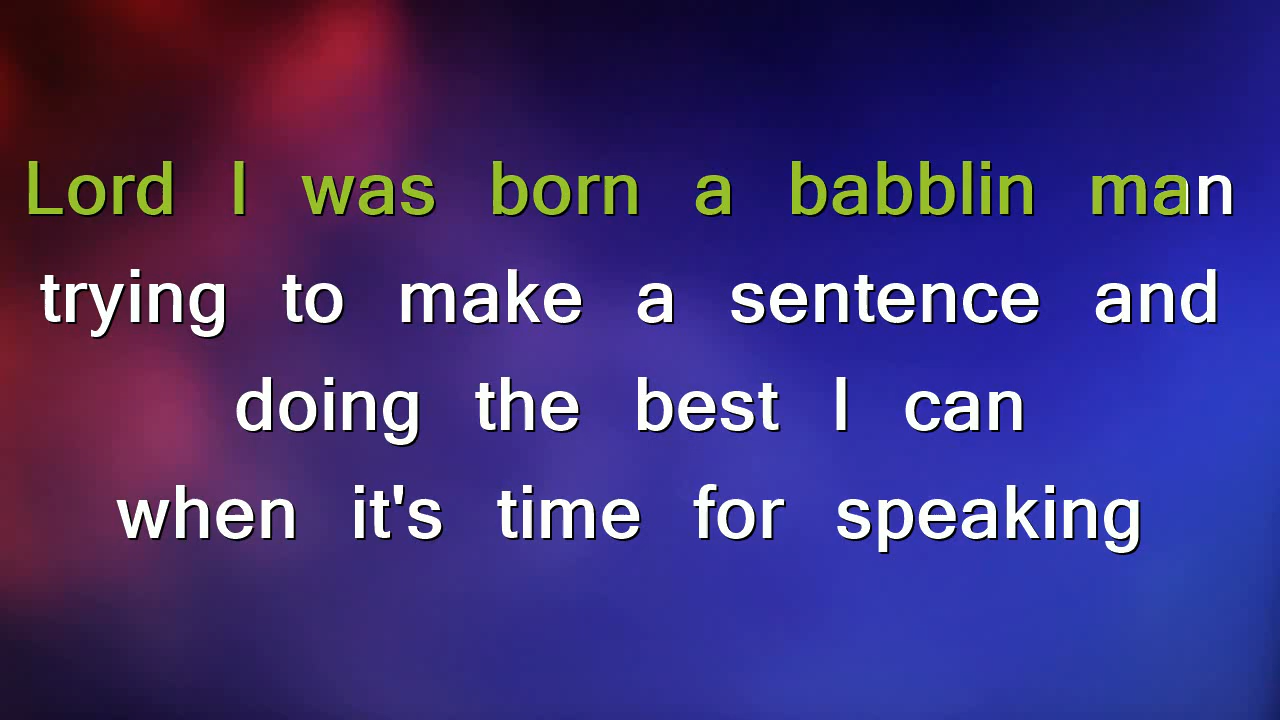 Lord I was born a babblin man
trying to make a sentence and
doing the best I can
when it's time for speaking